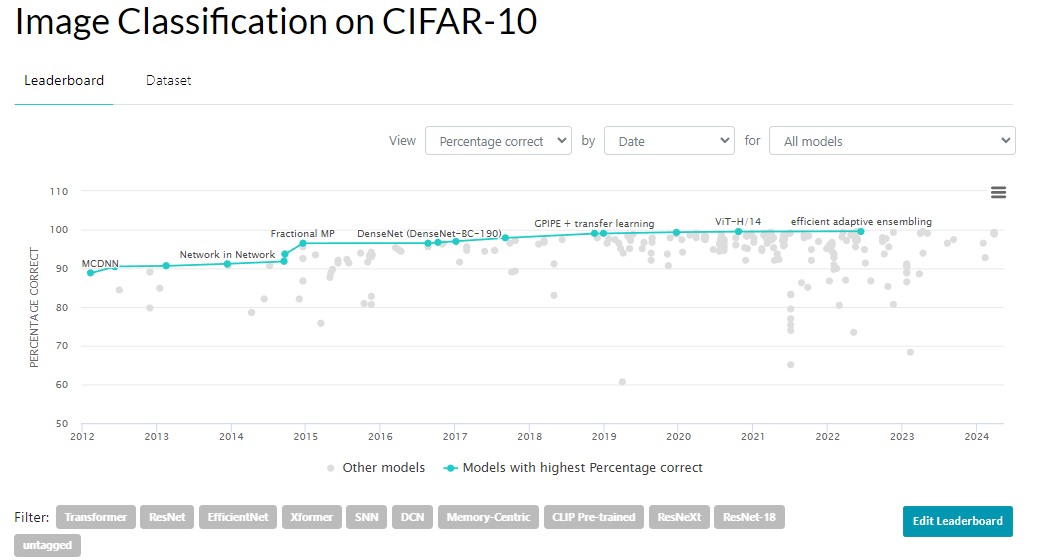 Image Classification on CIFAR-10
Leaderboard Dataset
View Percentage correct by Date for All models
110
100
90
80
70
60
50
PERCENTAGE CORRECT
MCDNN
Network in Network
Fractional MP
DenseNet (DenseNet-BC-190)
GPIPE + transfer learning
ViT-H/14
efficient adaptive ensembling
2012 2013 2014 2015 2016 2017 2018 2019 2020 2021 2022 2023 2024
Other models Models with highest Percentage correct
Filter: Transformer ResNet EfficientNet Xformer SNN DCN Memory-Centric CLIP Pre-trained ResNeXt ResNet-18 Edit Leaderboard
untagged